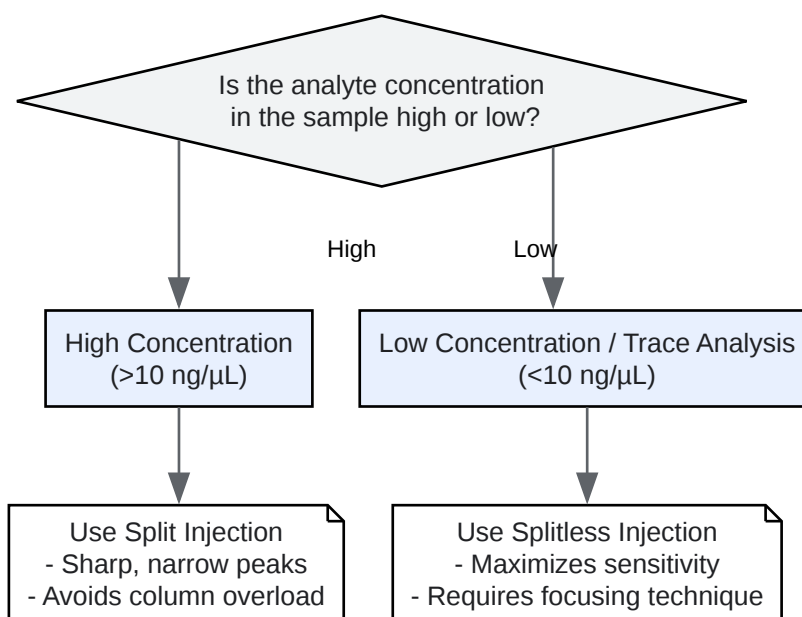 Is the analyte concentration
in the sample high or low?
High
Low
High Concentration
(>10 ng/µL)
Low Concentration / Trace Analysis
(<10 ng/µL)
Use Split Injection
- Sharp, narrow peaks
- Avoids column overload
Use Splitless Injection
- Maximizes sensitivity
- Requires focusing technique